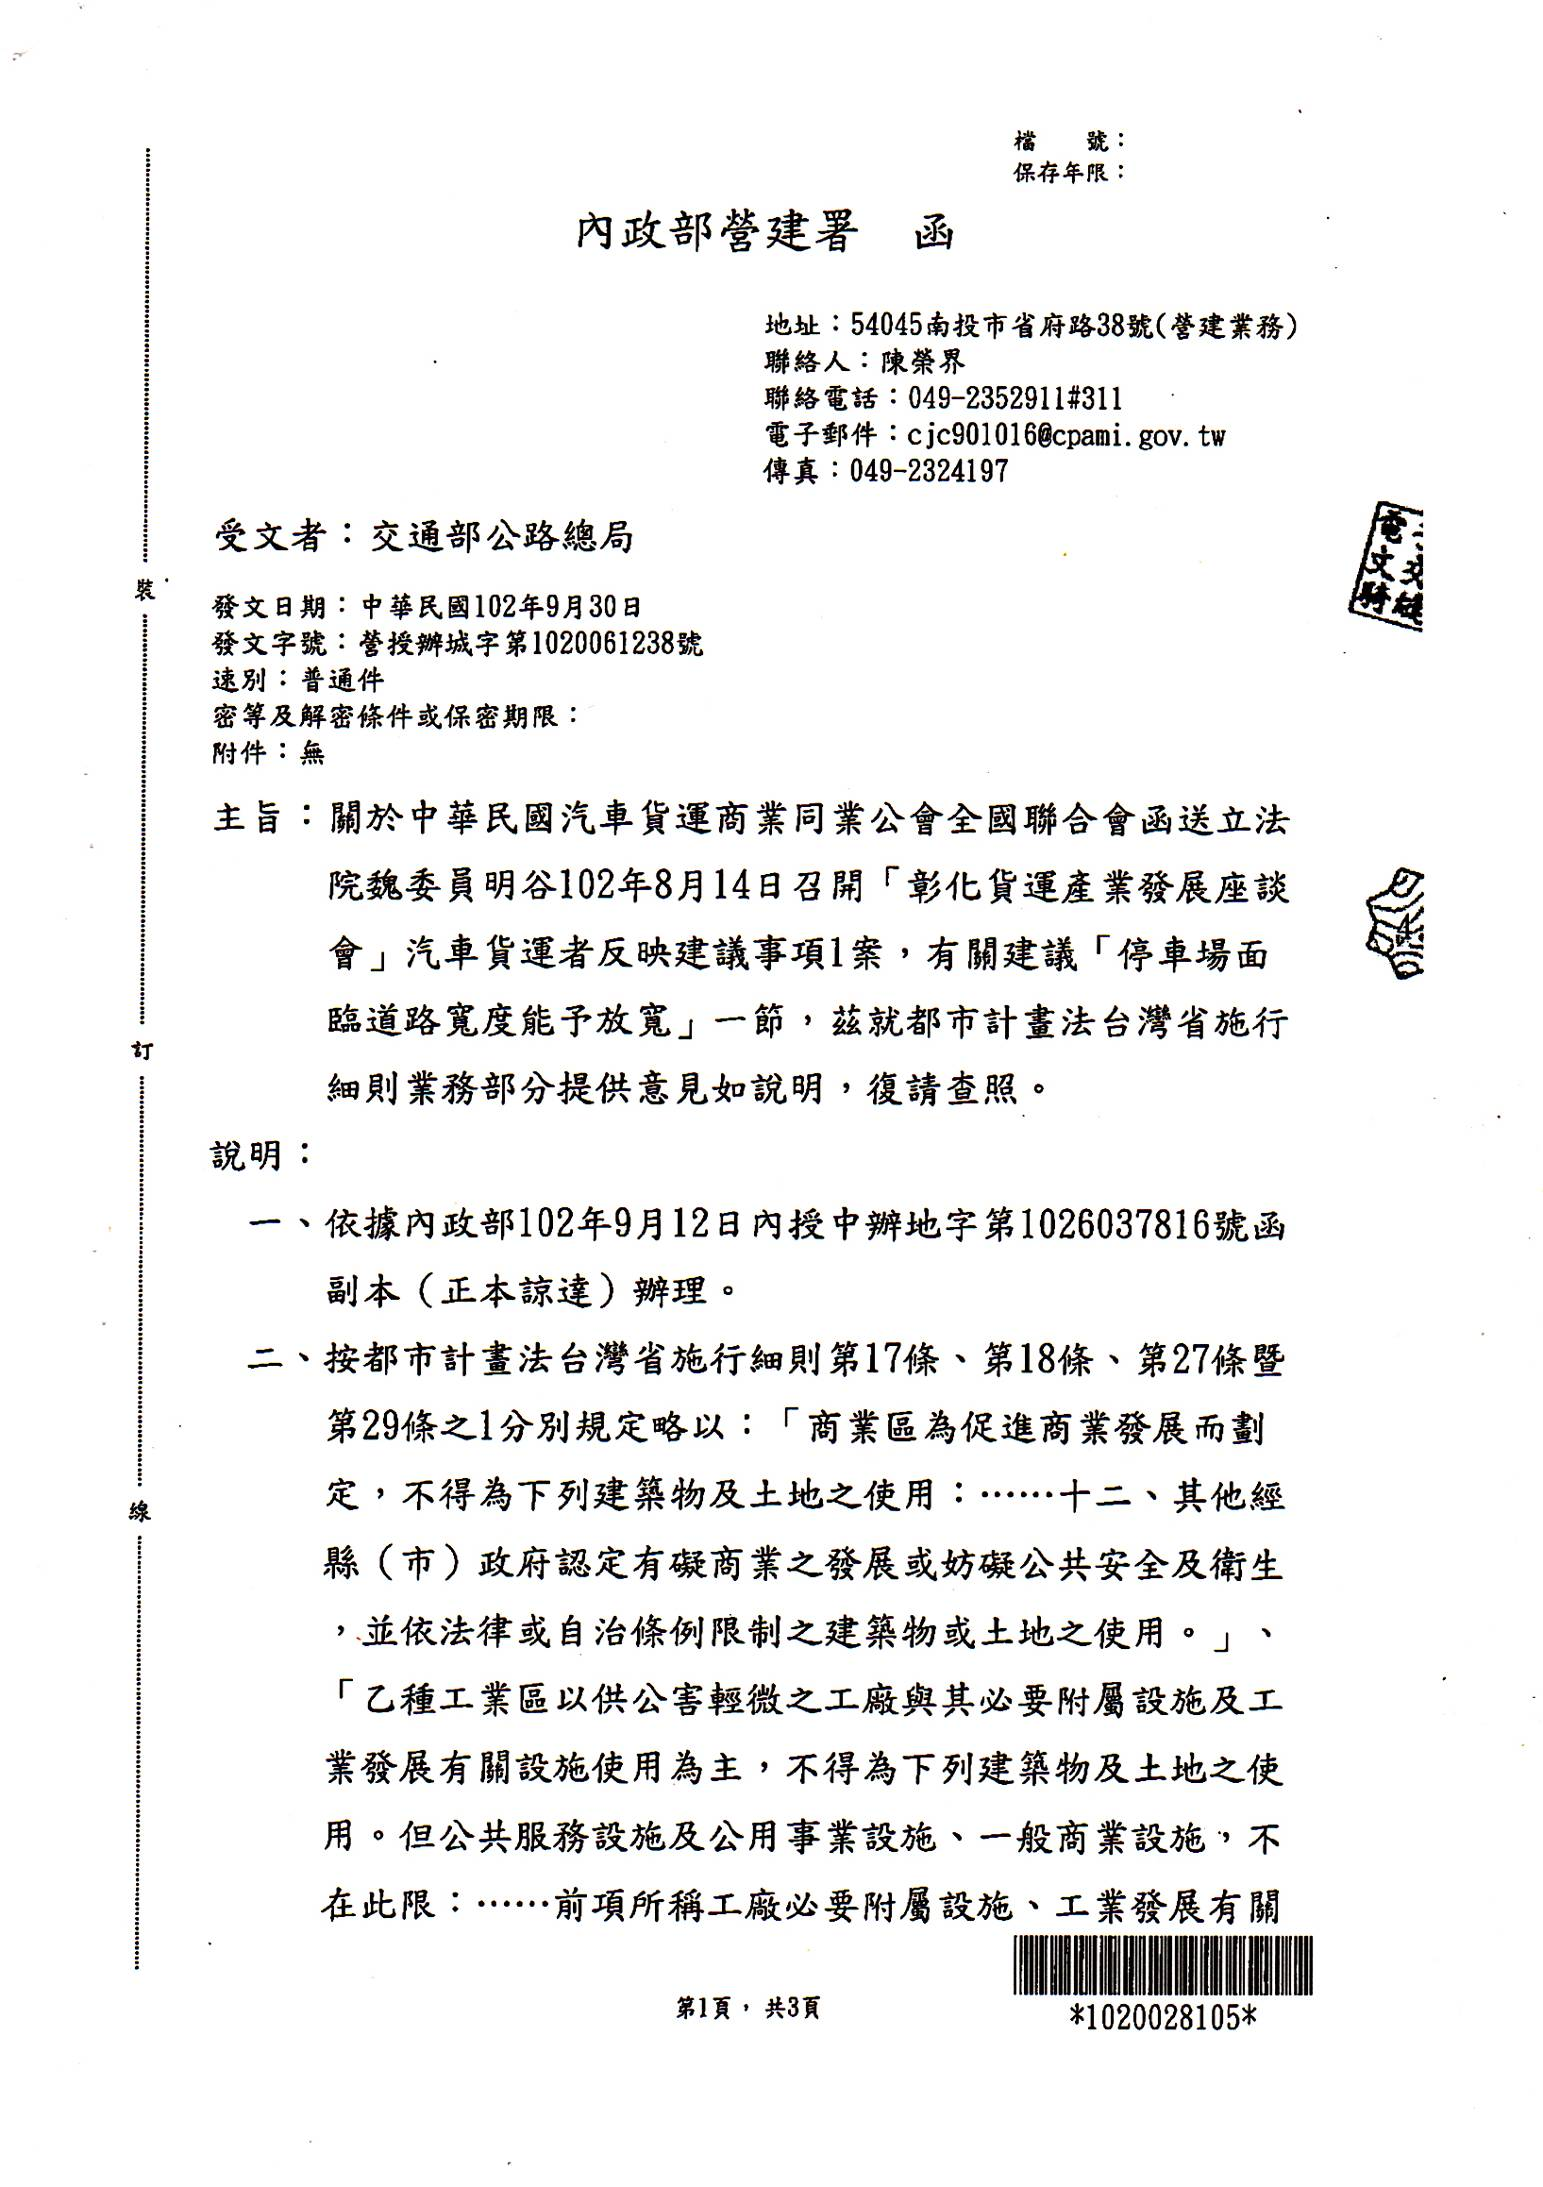 檔　　號：
保存年限：
內政部營建署　函
地址：54045南投市省府路38號(營建業務)
聯絡人：陳榮界
聯絡電話：049-2352911#311
電子郵件：cjc901016@cpami.gov.tw
傳真：049-2324197
受文者：交通部公路總局
發文日期：中華民國102年9月30日
發文字號：營授辦城字第1020061238號
速別：普通件
密等及解密條件或保密期限：
附件：無
主旨：關於中華民國汽車貨運商業同業公會全國聯合會函送立法
院魏委員明谷102年8月14日召開「彰化貨運產業發展座談
會」汽車貨運者反映建議事項1案，有關建議「停車場面
臨道路寬度能予放寬」一節，茲就都市計畫法台灣省施行
細則業務部分提供意見如說明，復請查照。
說明：
一、依據內政部102年9月12日內授中辦地字第1026037816號函
副本（正本諒達）辦理。
二、按都市計畫法台灣省施行細則第17條、第18條、第27條暨
第29條之1分別規定略以：「商業區為促進商業發展而劃
定，不得為下列建築物及土地之使用：……十二、其他經
縣（市）政府認定有礙商業之發展或妨礙公共安全及衛生
，並依法律或自治條例限制之建築物或土地之使用。」、
「乙種工業區以供公害輕微之工廠與其必要附屬設施及工
業發展有關設施使用為主，不得為下列建築物及土地之使
用。但公共服務設施及公用事業設施、一般商業設施，不
在此限：……前項所稱工廠必要附屬設施、工業發展有關
裝
訂
線
第1頁，共3頁
*1020028105*
電
文
騎
交